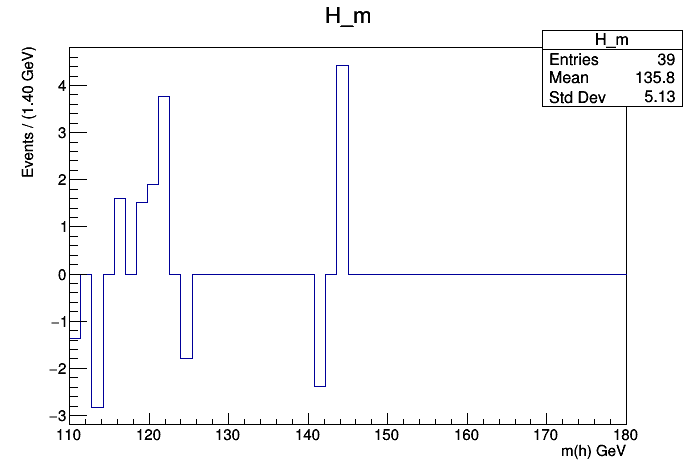 H_m
H_m
Entries 39
Mean 135.8
Std Dev 5.13
Events / (1.40 GeV)
4
3
2
1
0
−1
−2
−3
110 120 130 140 150 160 170 180
m(h) GeV